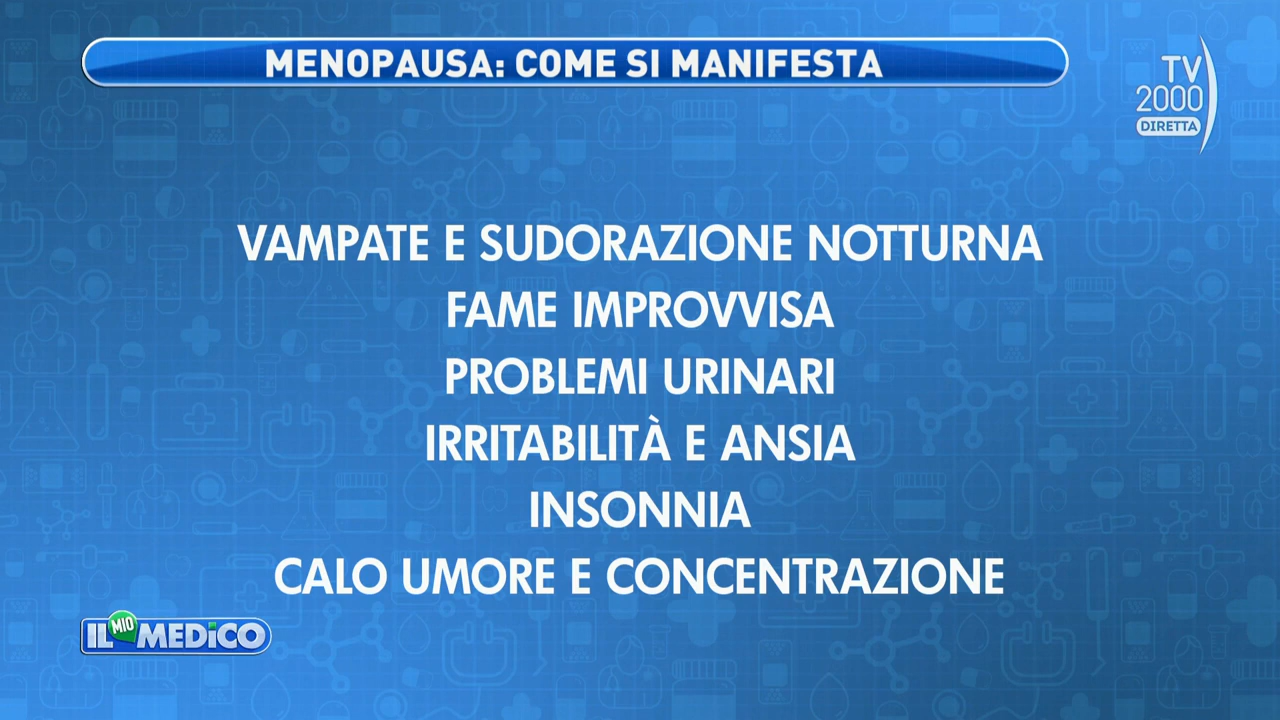 MENOPAUSA: COME SI MANIFESTA
TV
2000
DIRETTA
VAMPATE E SUDORAZIONE NOTTURNA
FAME IMPROVVISA
PROBLEMI URINARI
IRRITABILITÀ E ANSIA
INSONNIA
CALO UMORE E CONCENTRAZIONE
IL MIO MEDICO